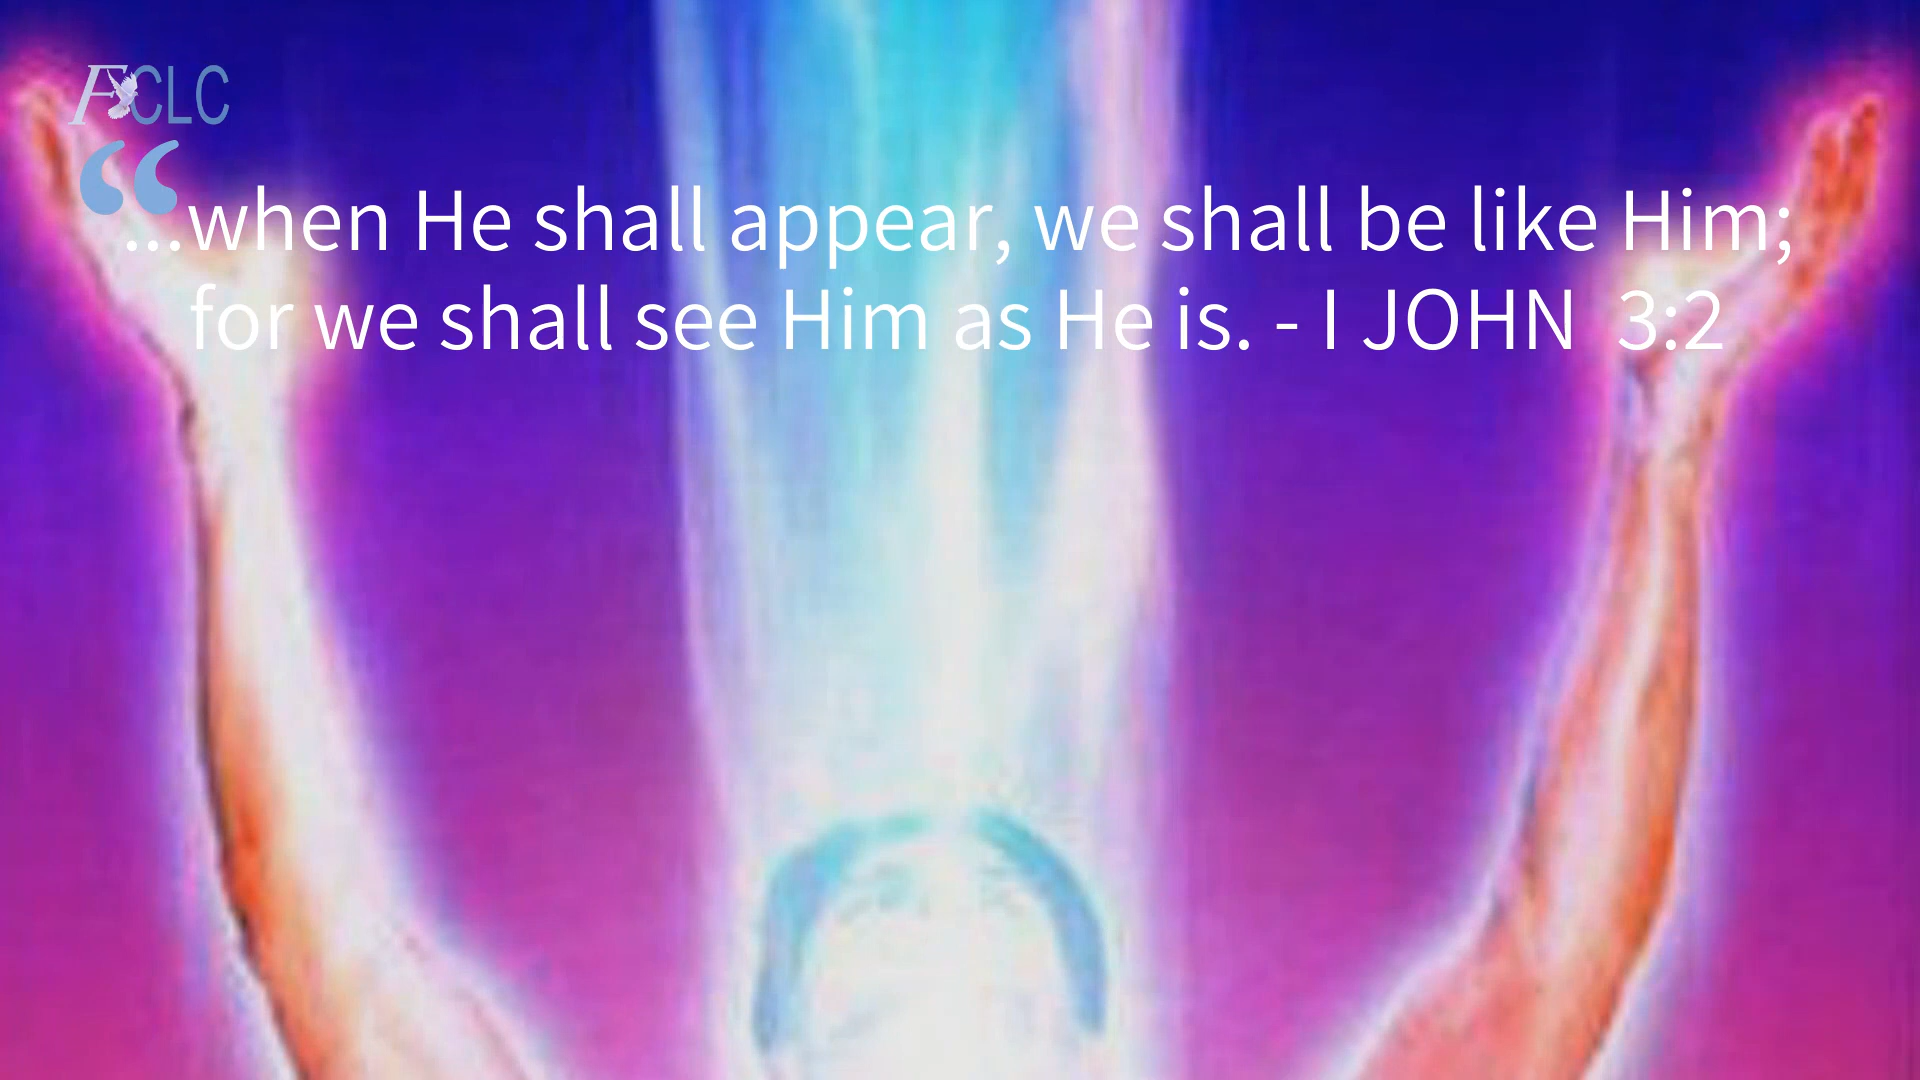 FCLC
“
...when He shall appear, we shall be like Him;
for we shall see Him as He is. - I JOHN  3:2